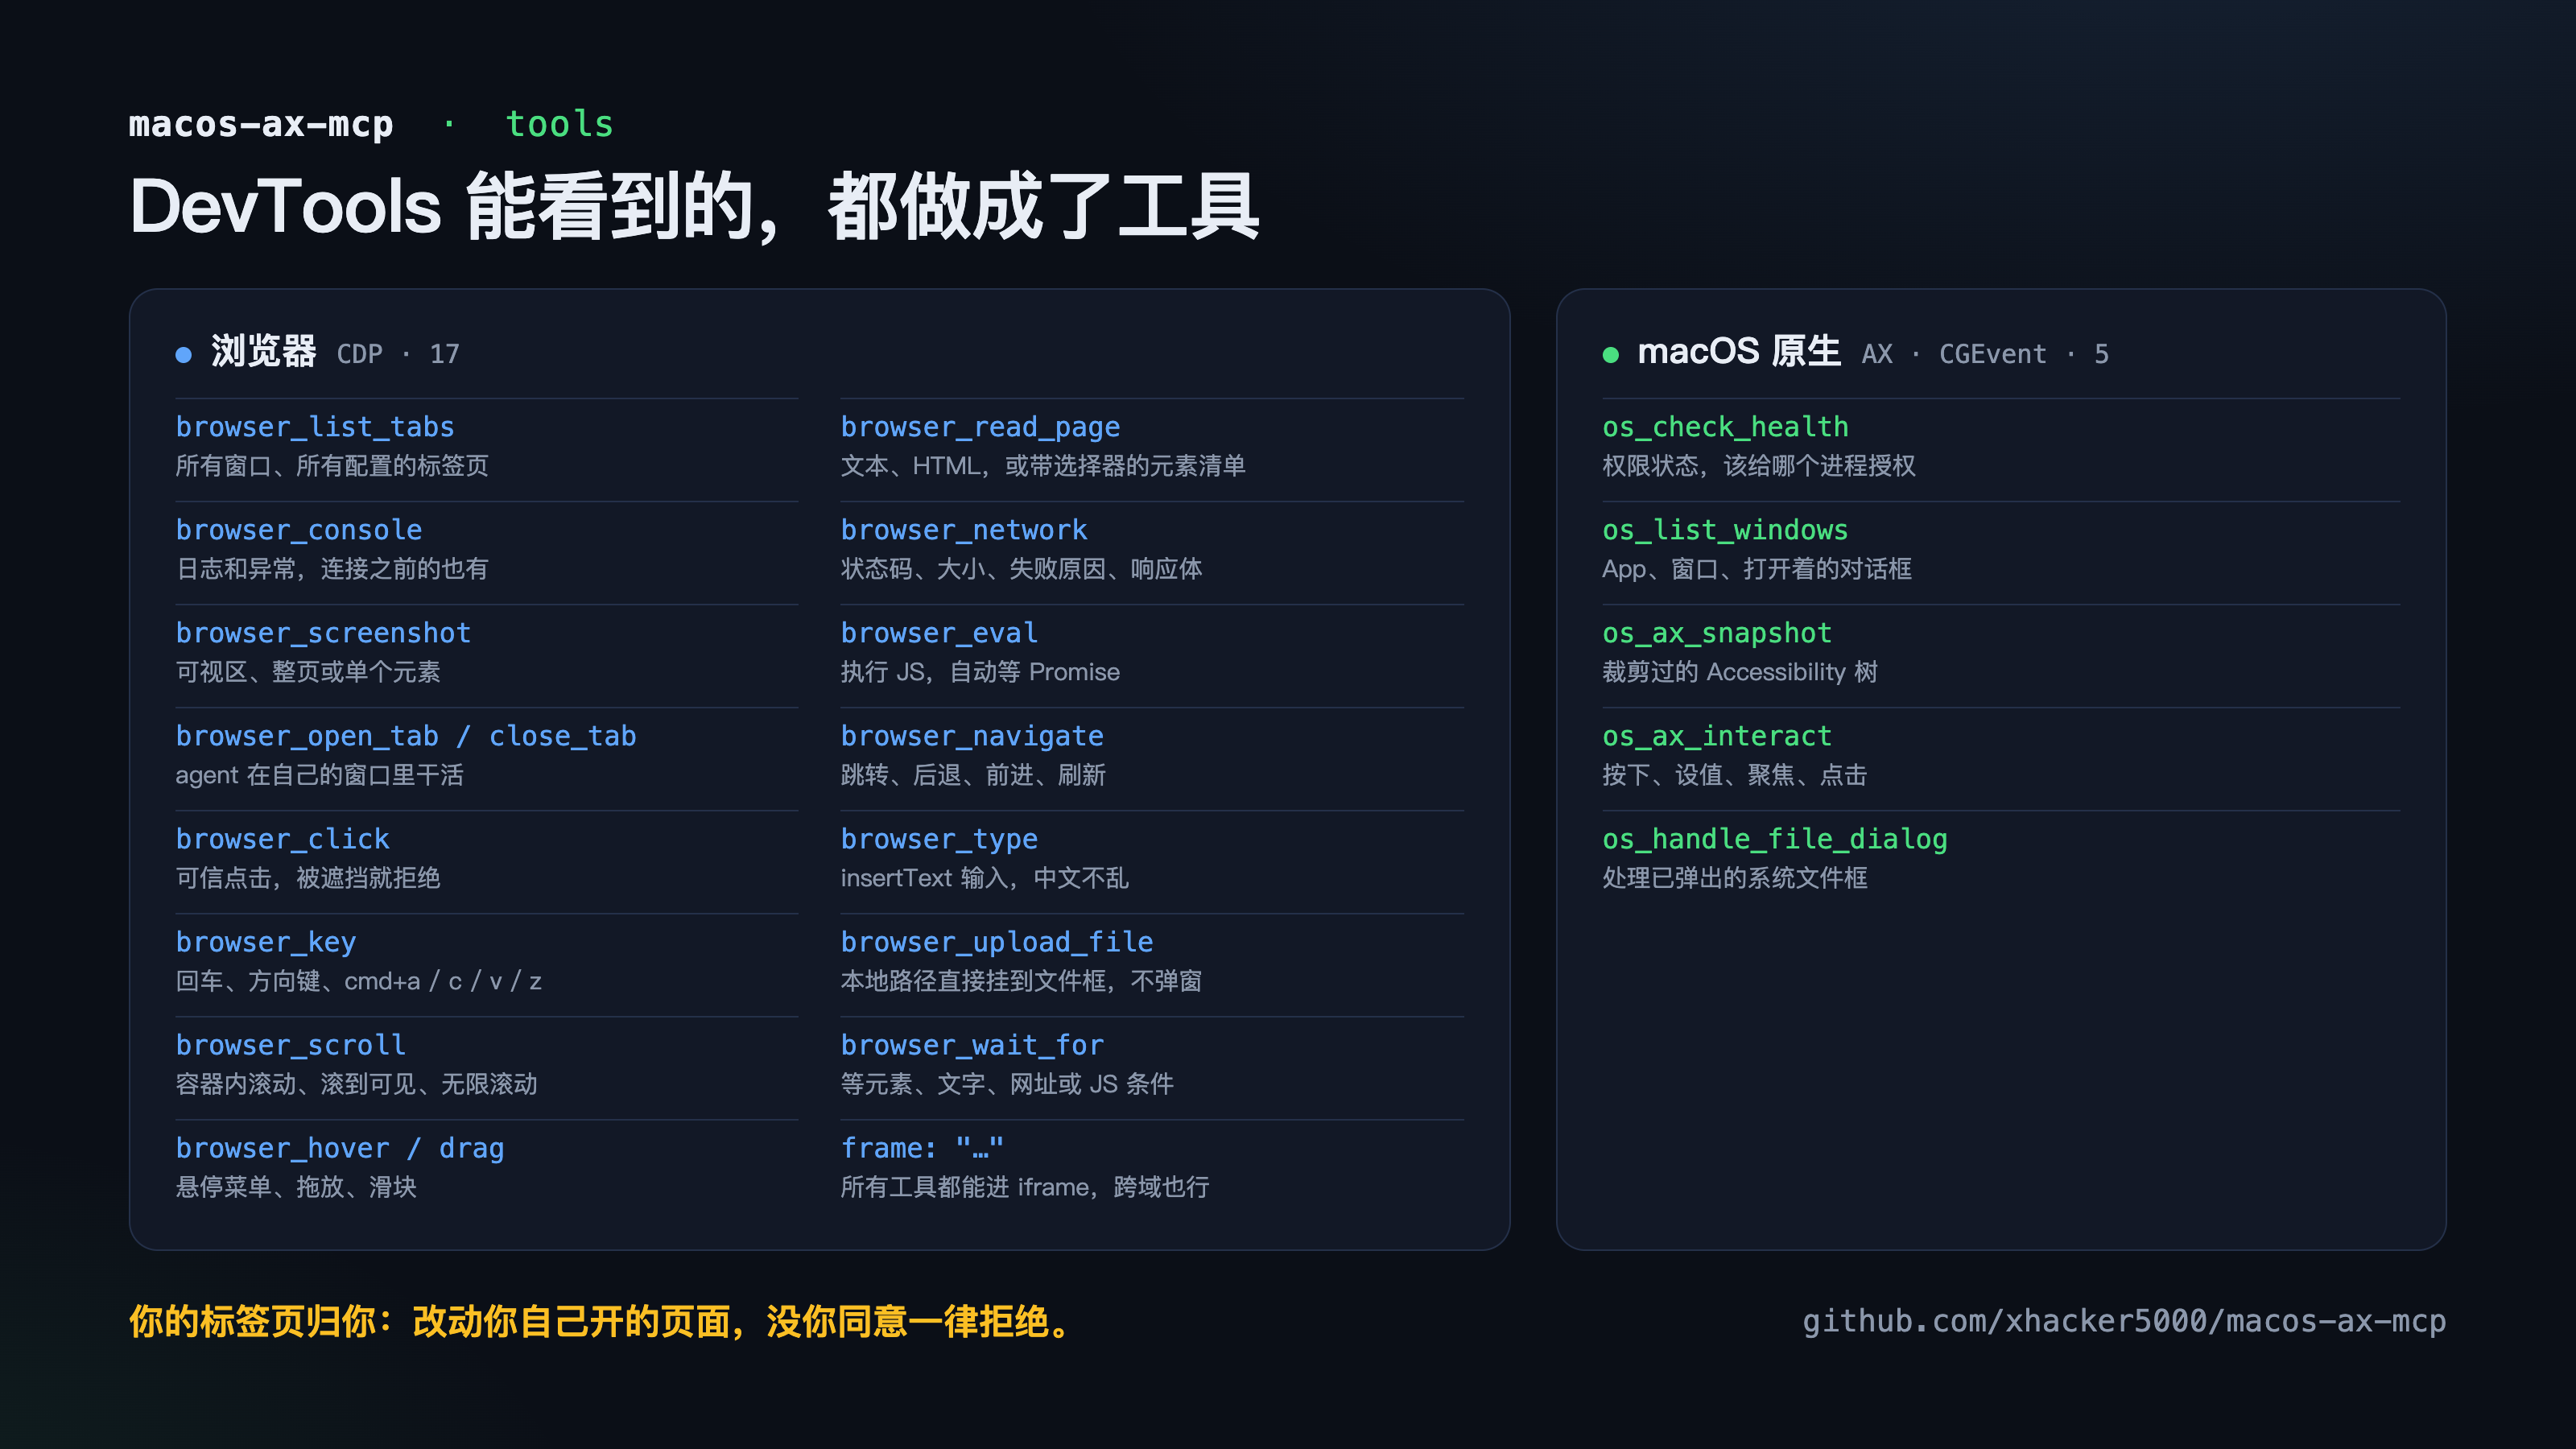 macos-ax-mcp · tools
DevTools 能看到的，都做成了工具
浏览器 CDP · 17
browser_list_tabs
所有窗口、所有配置的标签页
browser_console
日志和异常，连接之前的也有
browser_screenshot
可视区、整页或单个元素
browser_open_tab / close_tab
agent 在自己的窗口里干活
browser_click
可信点击，被遮挡就拒绝
browser_key
回车、方向键、cmd+a / c / v / z
browser_scroll
容器内滚动、滚到可见、无限滚动
browser_hover / drag
悬停菜单、拖放、滑块
browser_read_page
文本、HTML，或带选择器的元素清单
browser_network
状态码、大小、失败原因、响应体
browser_eval
执行 JS，自动等 Promise
browser_navigate
跳转、后退、前进、刷新
browser_type
insertText 输入，中文不乱
browser_upload_file
本地路径直接挂到文件框，不弹窗
browser_wait_for
等元素、文字、网址或 JS 条件
frame: "…"
所有工具都能进 iframe，跨域也行
macOS 原生 AX · CGEvent · 5
os_check_health
权限状态，该给哪个进程授权
os_list_windows
App、窗口、打开着的对话框
os_ax_snapshot
裁剪过的 Accessibility 树
os_ax_interact
按下、设值、聚焦、点击
os_handle_file_dialog
处理已弹出的系统文件框
你的标签页归你：改动你自己开的页面，没你同意一律拒绝。
github.com/xhacker5000/macos-ax-mcp